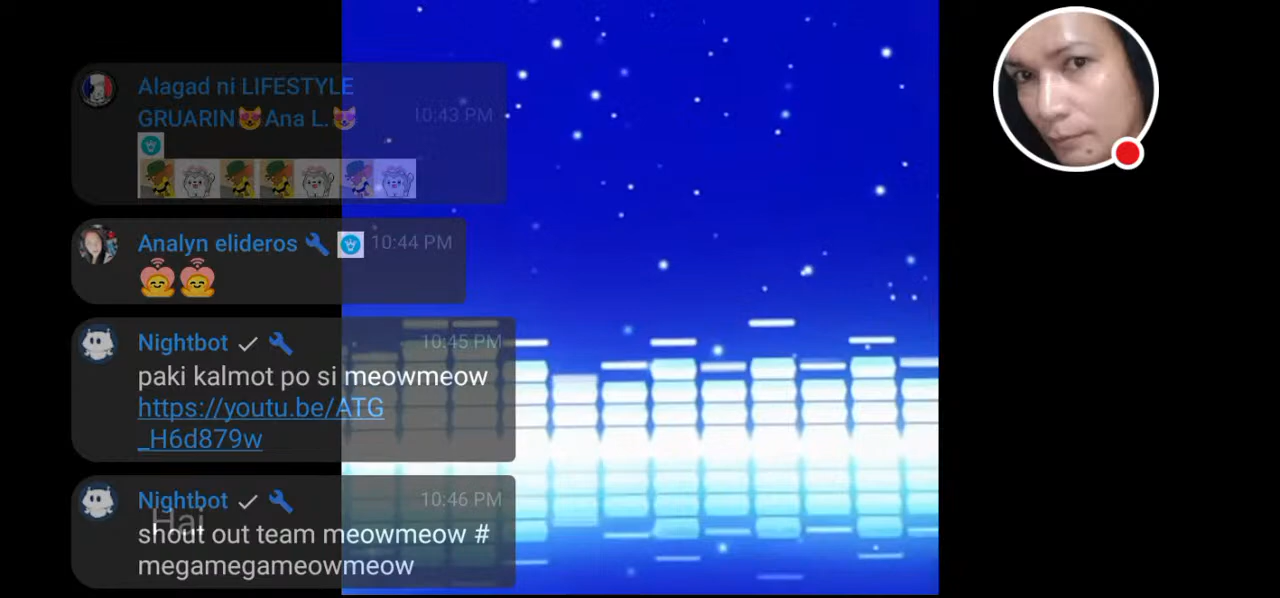 Alagad ni LIFESTYLE
GRUARIN😻Ana L.😻 10:43 PM
Analyn elideros 10:44 PM
Nightbot 10:45 PM
paki kalmot po si meowmeow
https://youtu.be/ATG
_H6d879w
Nightbot 10:46 PM
Hai
shout out team meowmeow #
megamegameowmeow